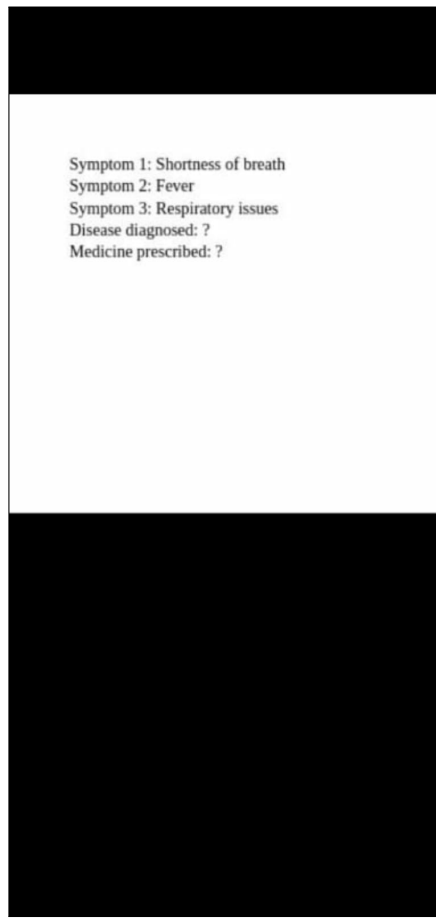 Symptom 1: Shortness of breath
Symptom 2: Fever
Symptom 3: Respiratory issues
Disease diagnosed: ?
Medicine prescribed: ?